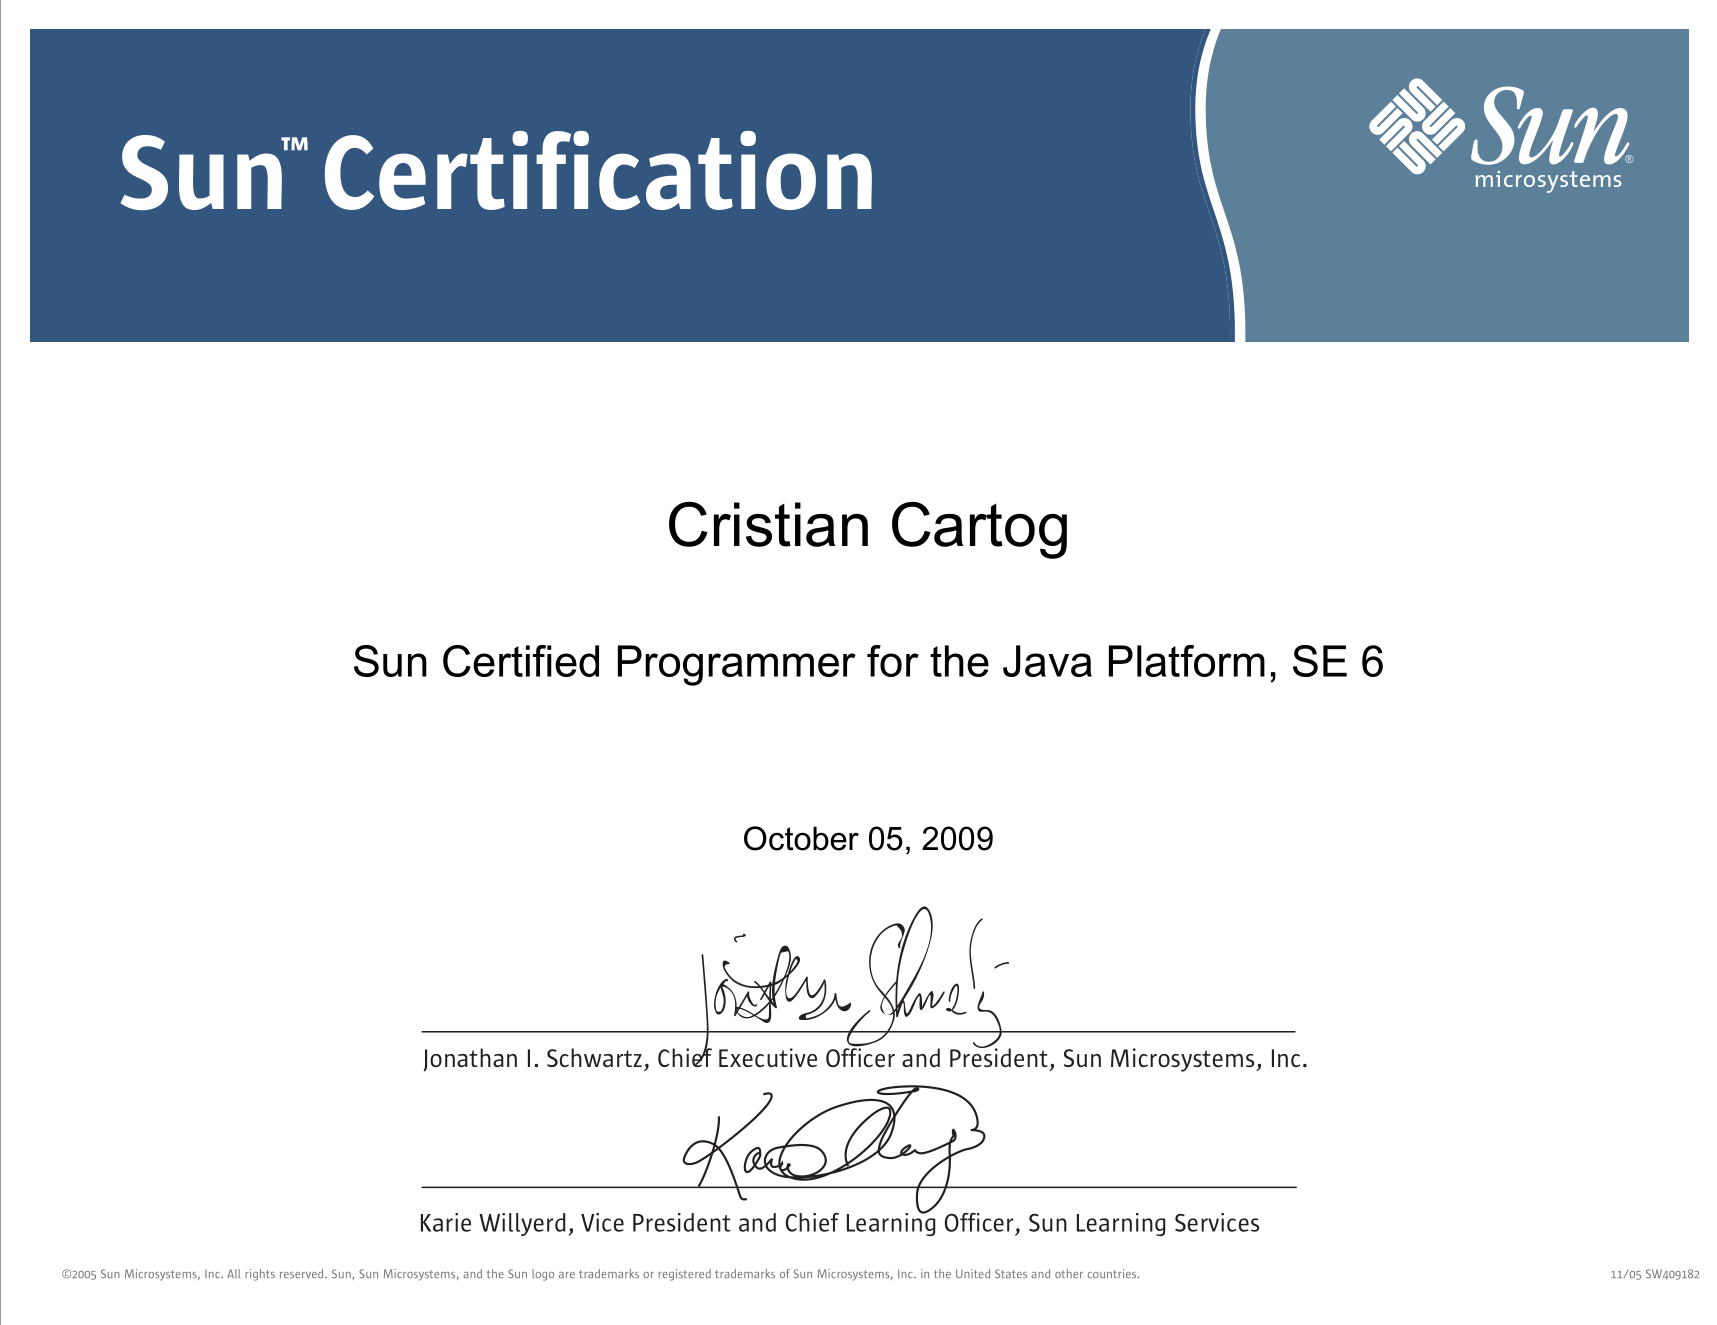 Sun™ Certification
Sun®
microsystems
Cristian Cartog
Sun Certified Programmer for the Java Platform, SE 6
October 05, 2009
Jonathan I. Schwartz, Chief Executive Officer and President, Sun Microsystems, Inc.
Karie Willyerd, Vice President and Chief Learning Officer, Sun Learning Services
©2005 Sun Microsystems, Inc. All rights reserved. Sun, Sun Microsystems, and the Sun logo are trademarks or registered trademarks of Sun Microsystems, Inc. in the United States and other countries.
11/05 SW409182